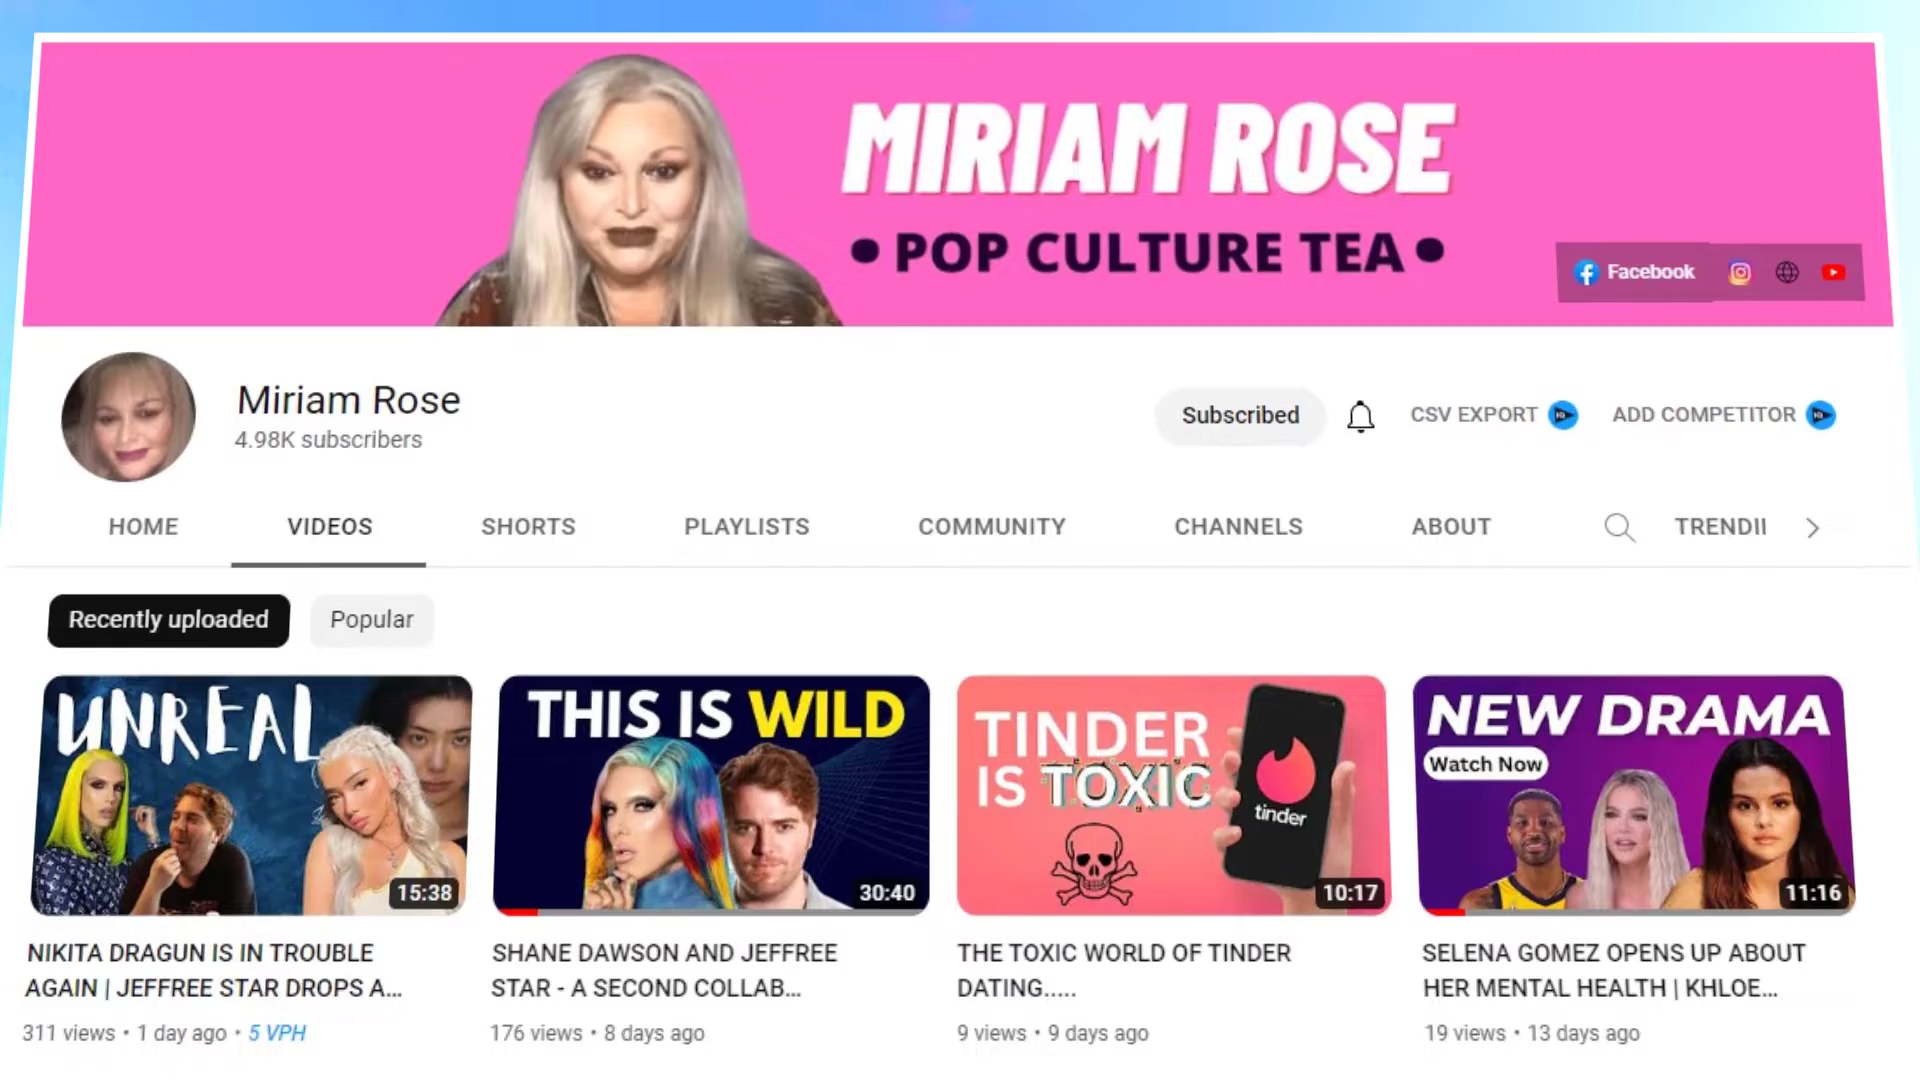 MIRIAM ROSE
• POP CULTURE TEA •
Facebook
Miriam Rose
4.98K subscribers
Subscribed
CSV EXPORT
ADD COMPETITOR
HOME
VIDEOS
SHORTS
PLAYLISTS
COMMUNITY
CHANNELS
ABOUT
TRENDII
Recently uploaded
Popular
UNREAL
15:38
THIS IS WILD
30:40
TINDER
IS TOXIC
tinder
10:17
NEW DRAMA
Watch Now
11:16
NIKITA DRAGUN IS IN TROUBLE
AGAIN | JEFFREE STAR DROPS A...
311 views • 1 day ago • 5 VPH
SHANE DAWSON AND JEFFREE
STAR - A SECOND COLLAB...
176 views • 8 days ago
THE TOXIC WORLD OF TINDER
DATING.....
9 views • 9 days ago
SELENA GOMEZ OPENS UP ABOUT
HER MENTAL HEALTH | KHLOE...
19 views • 13 days ago